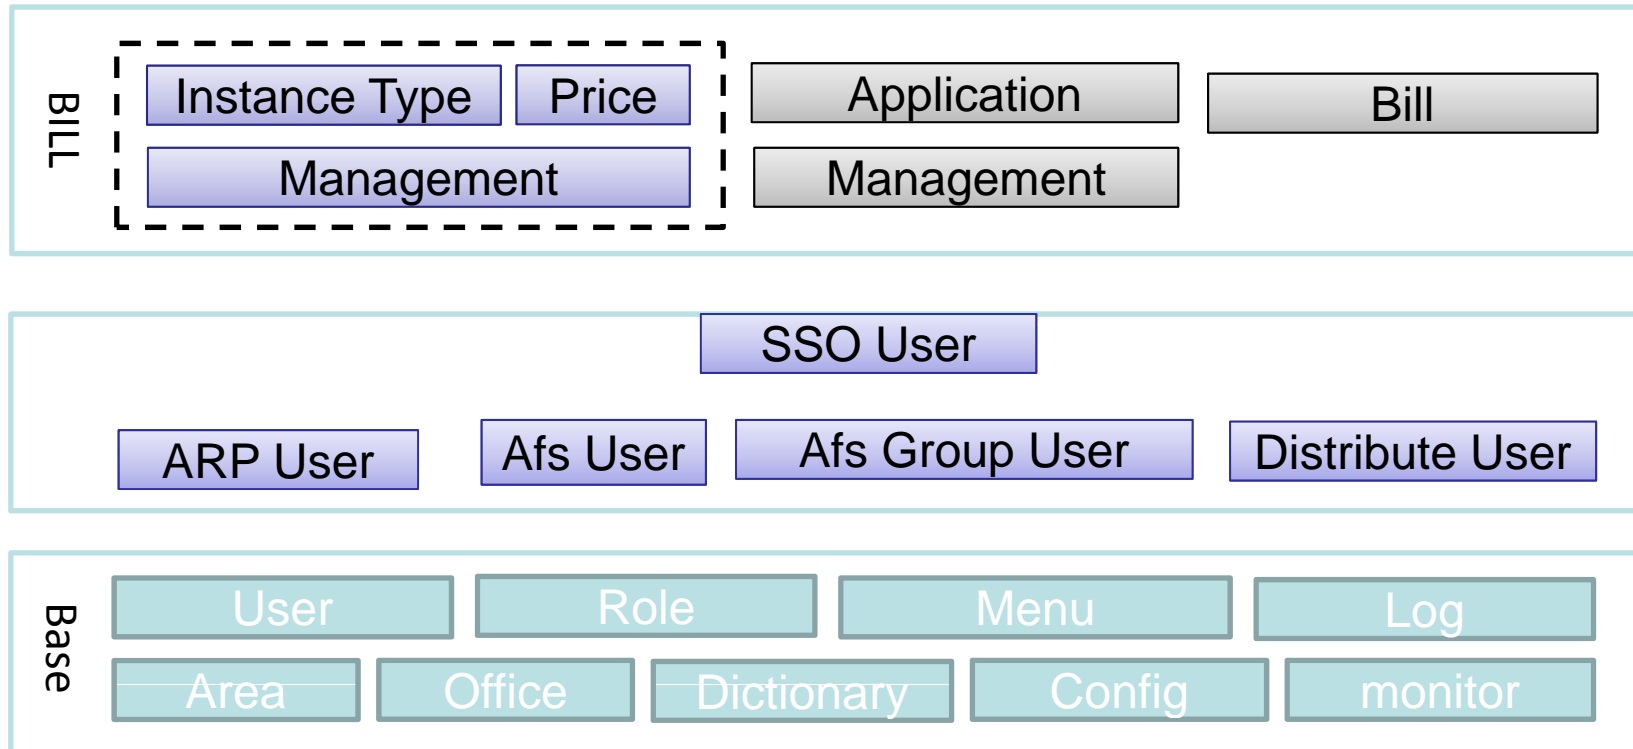 BILL
Instance Type
Price
Application
Bill
Management
Management
SSO User
ARP User
Afs User
Afs Group User
Distribute User
Base
User
Role
Menu
Log
Area
Office
Dictionary
Config
monitor